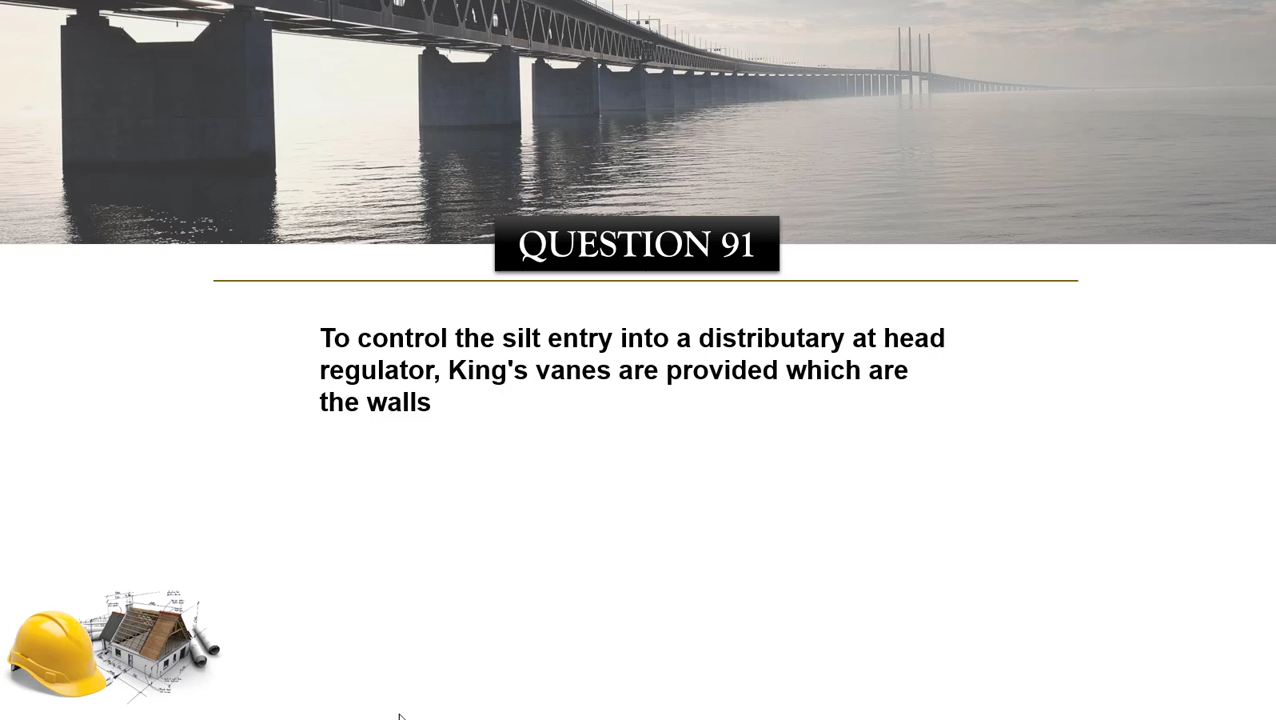 QUESTION 91
To control the silt entry into a distributary at head
regulator, King's vanes are provided which are
the walls